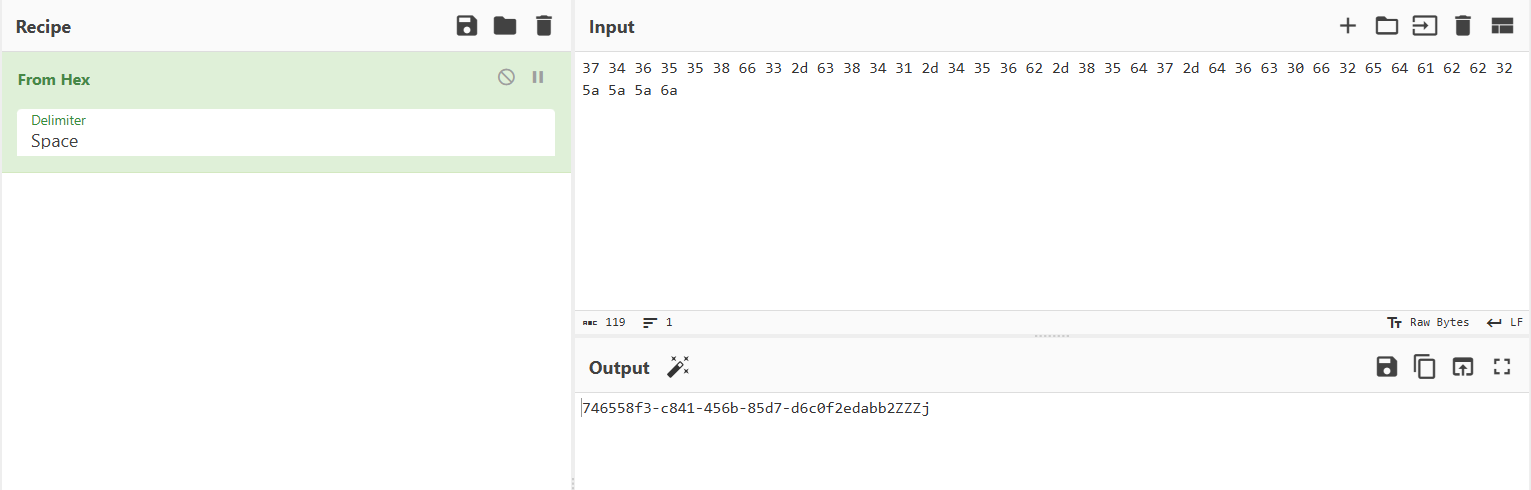 Recipe
From Hex
Delimiter
Space
Input
37 34 36 35 35 38 66 33 2d 63 38 34 31 2d 34 35 36 62 2d 38 35 64 37 2d 64 36 63 30 66 32 65 64 61 62 62 32
5a 5a 5a 6a
ABC 119 1 Raw Bytes LF
Output
746558f3-c841-456b-85d7-d6c0f2edabb2ZZZj